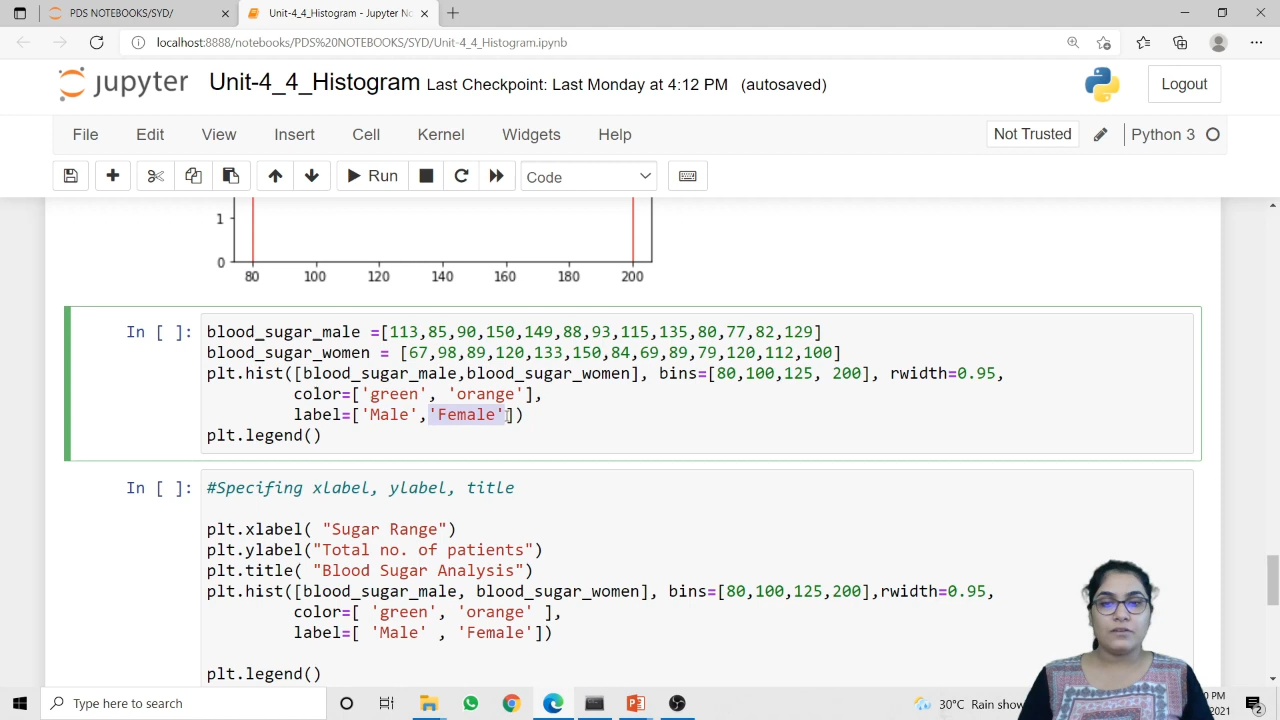 PDS NOTEBOOKS/SYD/
Unit-4_4_Histogram - Jupyter No
localhost:8888/notebooks/PDS%20NOTEBOOKS/SYD/Unit-4_4_Histogram.ipynb
jupyter Unit-4_4_Histogram Last Checkpoint: Last Monday at 4:12 PM (autosaved)
Logout
File Edit View Insert Cell Kernel Widgets Help
Not Trusted
Python 3
Run
Code
1
0
80 100 120 140 160 180 200
In [ ]: blood_sugar_male =[113,85,90,150,149,88,93,115,135,80,77,82,129]
blood_sugar_women = [67,98,89,120,133,150,84,69,89,79,120,112,100]
plt.hist([blood_sugar_male,blood_sugar_women], bins=[80,100,125, 200], rwidth=0.95,
color=['green', 'orange'],
label=['Male','Female'])
plt.legend()
In [ ]: #Specifing xlabel, ylabel, title
plt.xlabel( "Sugar Range")
plt.ylabel("Total no. of patients")
plt.title( "Blood Sugar Analysis")
plt.hist([blood_sugar_male, blood_sugar_women], bins=[80,100,125,200],rwidth=0.95,
color=[ 'green', 'orange' ],
label=[ 'Male' , 'Female'])
plt.legend()
Type here to search
30°C Rain show
0 PM
2021
2